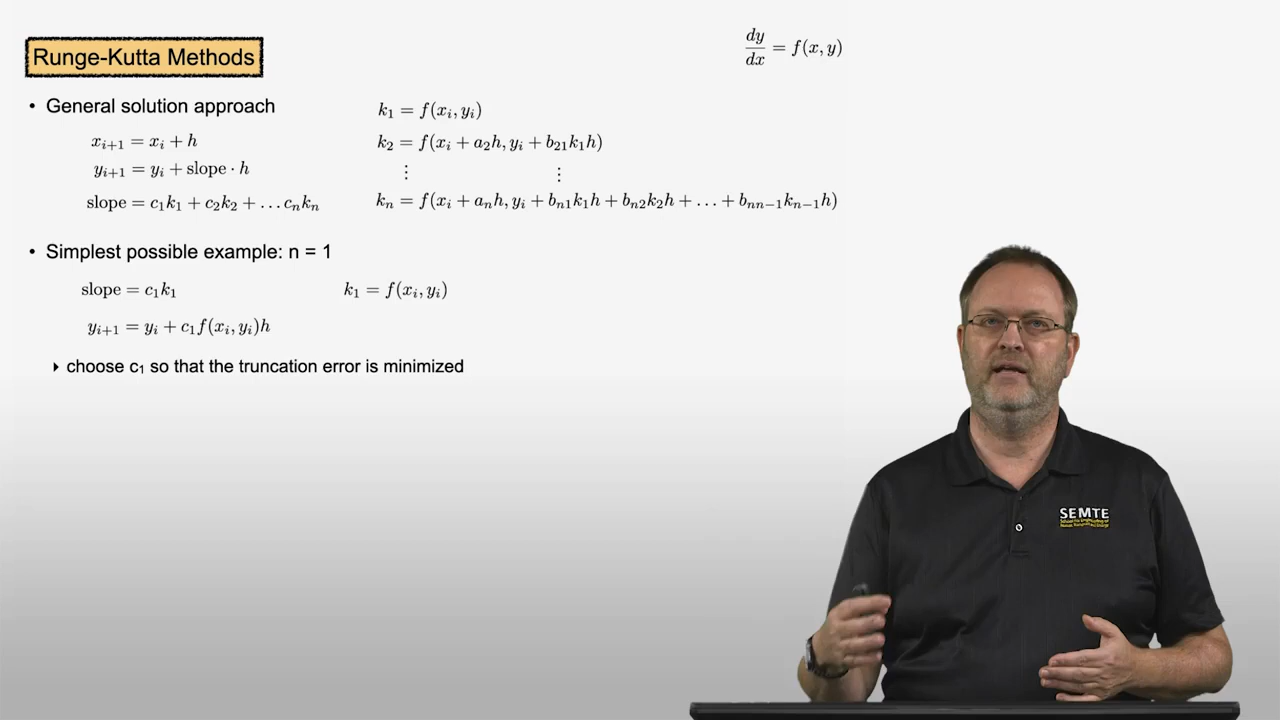 Runge-Kutta Methods
dy/dx = f(x, y)
• General solution approach
xᵢ₊₁ = xᵢ + h
yᵢ₊₁ = yᵢ + slope · h
slope = c₁k₁ + c₂k₂ + … cₙkₙ
k₁ = f(xᵢ, yᵢ)
k₂ = f(xᵢ + a₂h, yᵢ + b₂₁k₁h)
⋮ ⋮
kₙ = f(xᵢ + aₙh, yᵢ + bₙ₁k₁h + bₙ₂k₂h + … + bₙₙ₋₁kₙ₋₁h)
• Simplest possible example: n = 1
slope = c₁k₁ k₁ = f(xᵢ, yᵢ)
yᵢ₊₁ = yᵢ + c₁f(xᵢ, yᵢ)h
‣ choose c₁ so that the truncation error is minimized
SEMTE